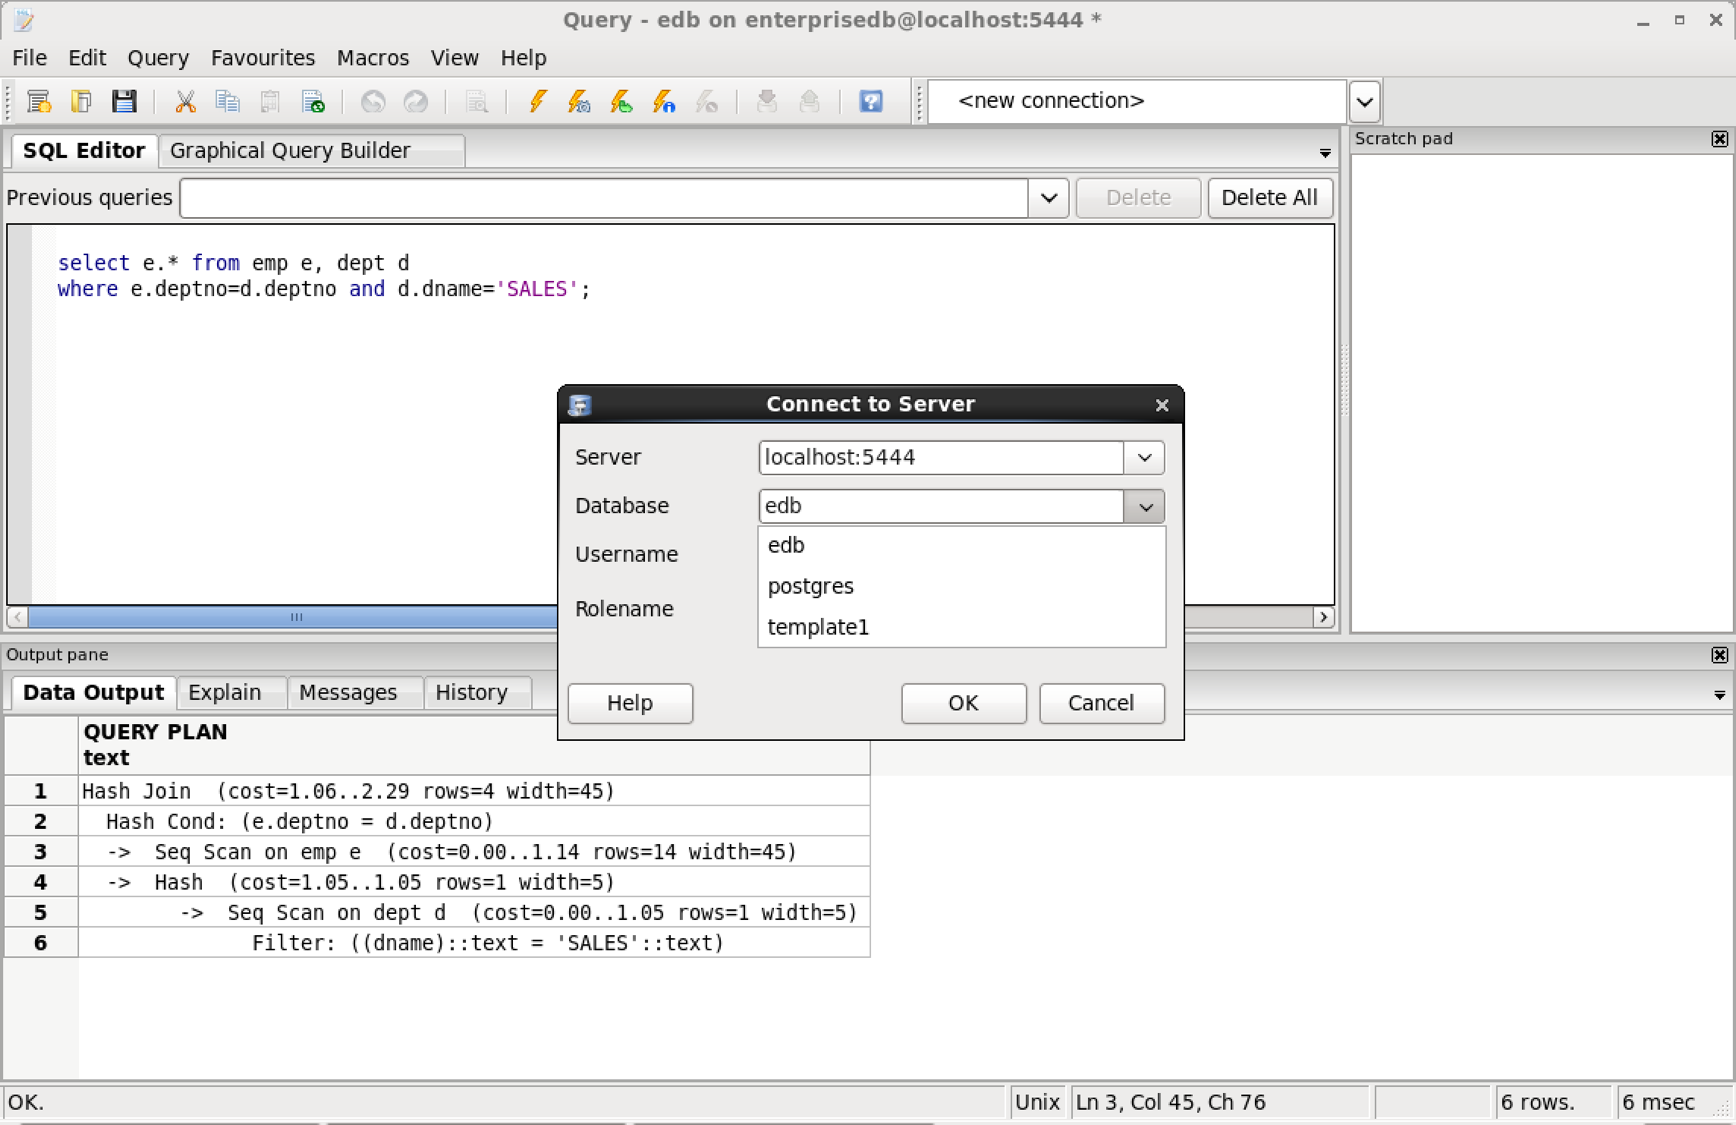 Query - edb on enterprisedb@localhost:5444 *
File Edit Query Favourites Macros View Help
<new connection>
SQL Editor Graphical Query Builder
Scratch pad
Previous queries Delete Delete All
select e.* from emp e, dept d
where e.deptno=d.deptno and d.dname='SALES';
Connect to Server
Server localhost:5444
Database edb
edb
Username
postgres
Rolename
template1
Help OK Cancel
Output pane
Data Output Explain Messages History
QUERY PLAN
text
1 Hash Join  (cost=1.06..2.29 rows=4 width=45)
2   Hash Cond: (e.deptno = d.deptno)
3   ->  Seq Scan on emp e  (cost=0.00..1.14 rows=14 width=45)
4   ->  Hash  (cost=1.05..1.05 rows=1 width=5)
5         ->  Seq Scan on dept d  (cost=0.00..1.05 rows=1 width=5)
6               Filter: ((dname)::text = 'SALES'::text)
OK. Unix Ln 3, Col 45, Ch 76 6 rows. 6 msec